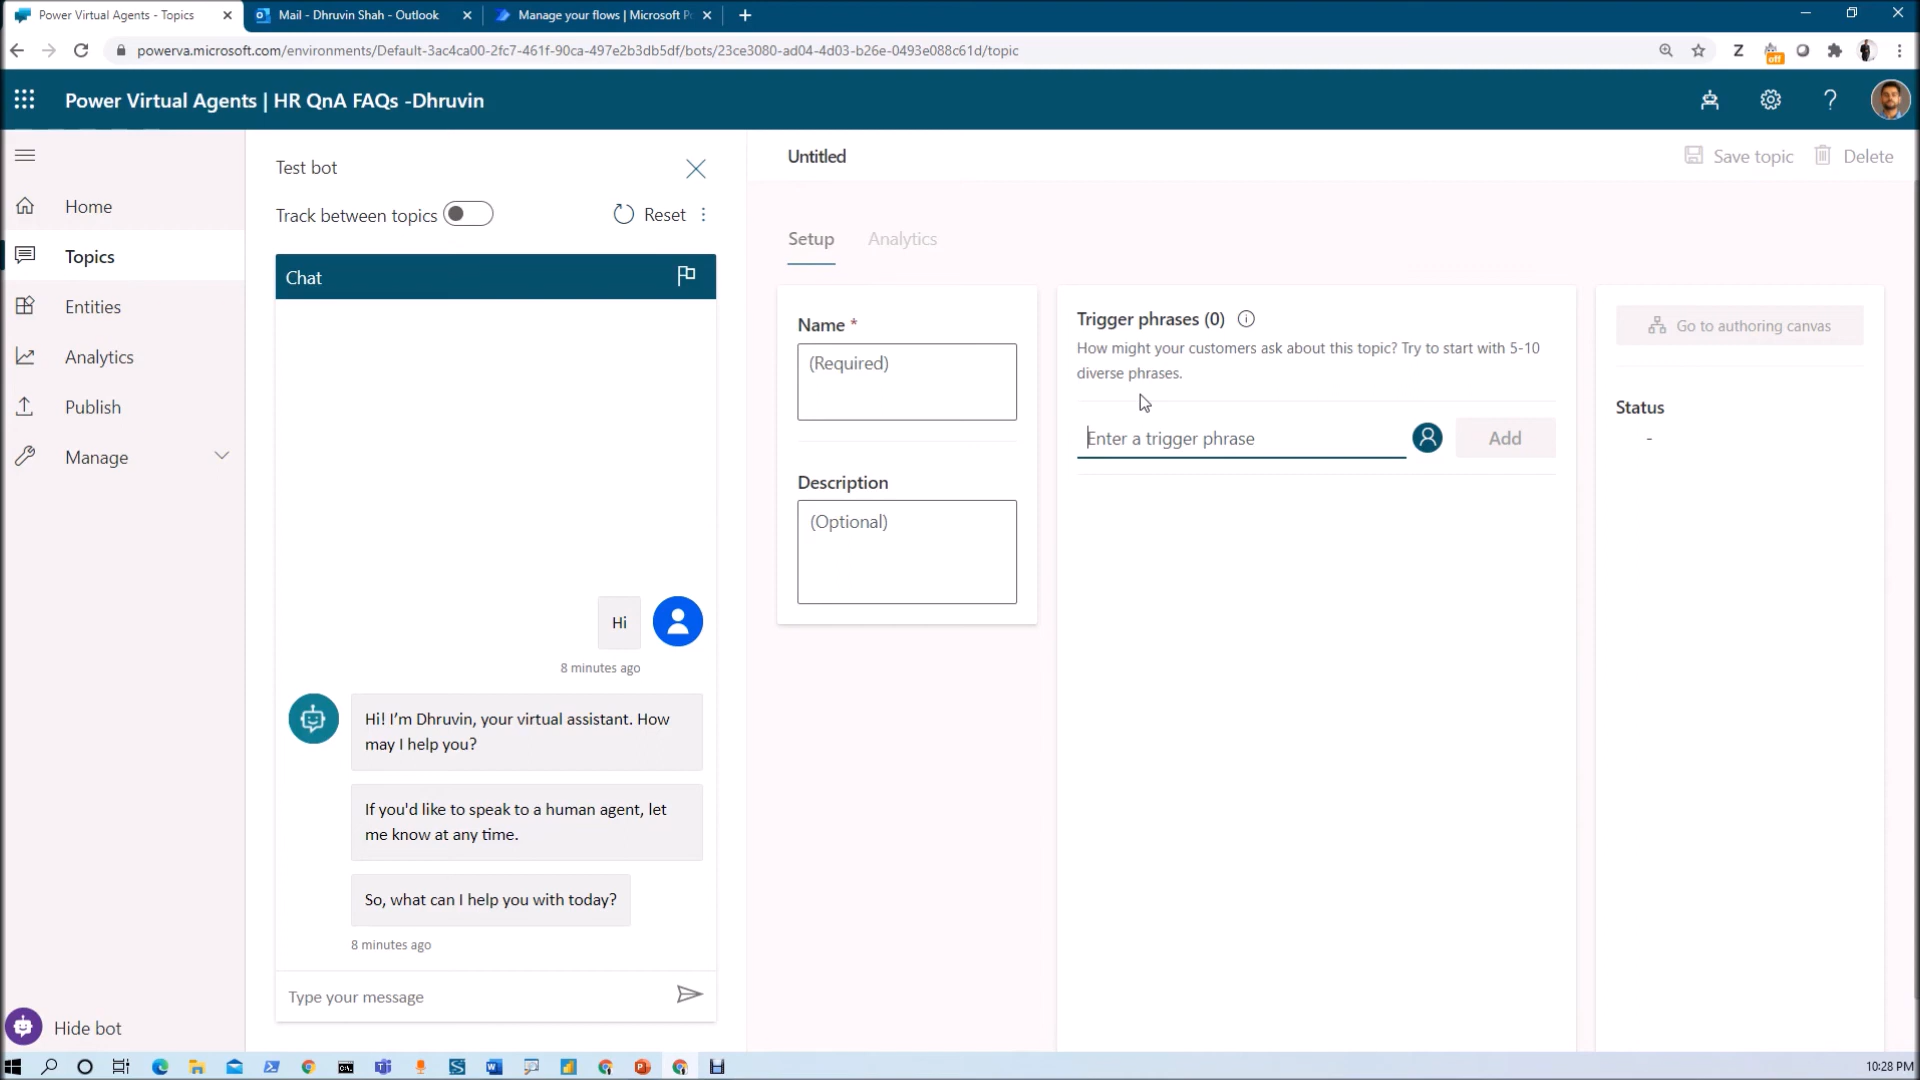 Power Virtual Agents - Topics
Mail - Dhruvin Shah - Outlook
Manage your flows | Microsoft P
powerva.microsoft.com/environments/Default-3ac4ca00-2fc7-461f-90ca-497e2b3db5df/bots/23ce3080-ad04-4d03-b26e-0493e088c61d/topic
Z
off
Power Virtual Agents | HR QnA FAQs -Dhruvin
?
Home
Topics
Entities
Analytics
Publish
Manage
Hide bot
Test bot
Track between topics
Reset
Chat
Hi
8 minutes ago
Hi! I'm Dhruvin, your virtual assistant. How
may I help you?
If you'd like to speak to a human agent, let
me know at any time.
So, what can I help you with today?
8 minutes ago
Type your message
Untitled
Save topic
Delete
Setup
Analytics
Name *
(Required)
Description
(Optional)
Trigger phrases (0)
How might your customers ask about this topic? Try to start with 5-10
diverse phrases.
Enter a trigger phrase
Add
Go to authoring canvas
Status
-
10:28 PM